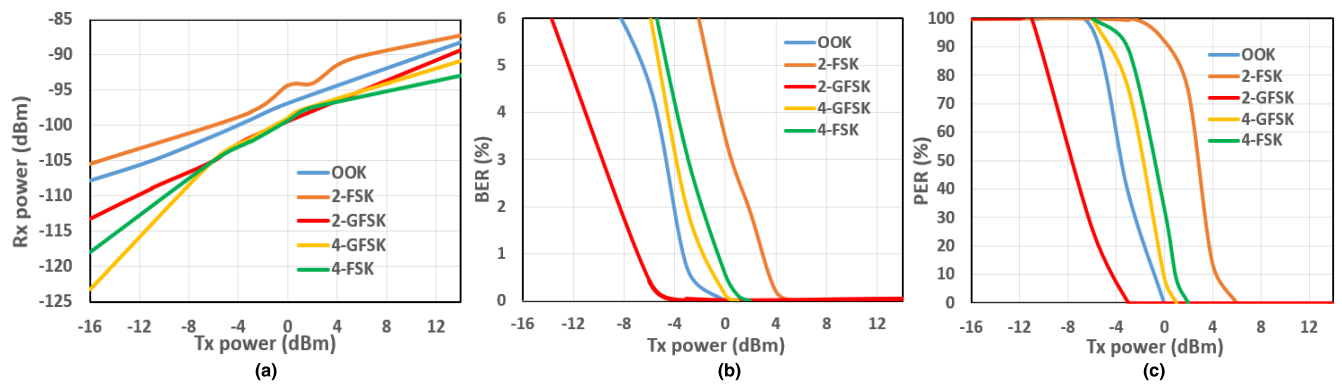 -85
-90
-95
-100
-105
-110
-115
-120
-125
Rx power (dBm)
OOK
2-FSK
2-GFSK
4-GFSK
4-FSK
-16 -12 -8 -4 0 4 8 12
Tx power (dBm)
(a)
6
5
4
3
2
1
0
BER (%)
OOK
2-FSK
2-GFSK
4-GFSK
4-FSK
-16 -12 -8 -4 0 4 8 12
Tx power (dBm)
(b)
100
90
80
70
60
50
40
30
20
10
0
PER (%)
OOK
2-FSK
2-GFSK
4-GFSK
4-FSK
-16 -12 -8 -4 0 4 8 12
Tx power (dBm)
(c)